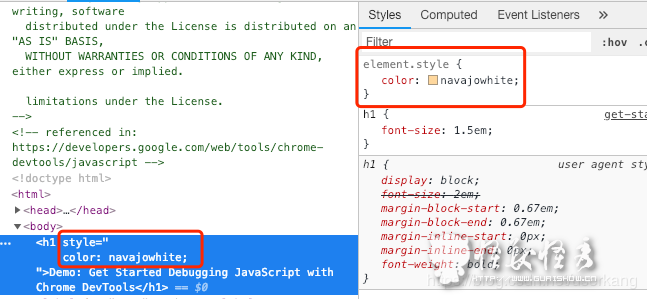 writing, software
distributed under the License is distributed on an
"AS IS" BASIS,
WITHOUT WARRANTIES OR CONDITIONS OF ANY KIND,
either express or implied.
limitations under the License.
-->
<!-- referenced in:
https://developers.google.com/web/tools/chrome-
devtools/javascript -->
<!doctype html>
<html>
▶<head>…</head>
▼<body>
… <h1 style="
color: navajowhite;
">Demo: Get Started Debugging JavaScript with
Chrome DevTools</h1> == $0
Styles Computed Event Listeners »
Filter :hov
element.style {
color: navajowhite;
}
h1 { get-sta
font-size: 1.5em;
}
h1 { user agent sty
display: block;
font-size: 2em;
margin-block-start: 0.67em;
margin-block-end: 0.67em;
margin-inline-start: 0px;
margin-inline-end: 0px;
font-weight: bold;
}